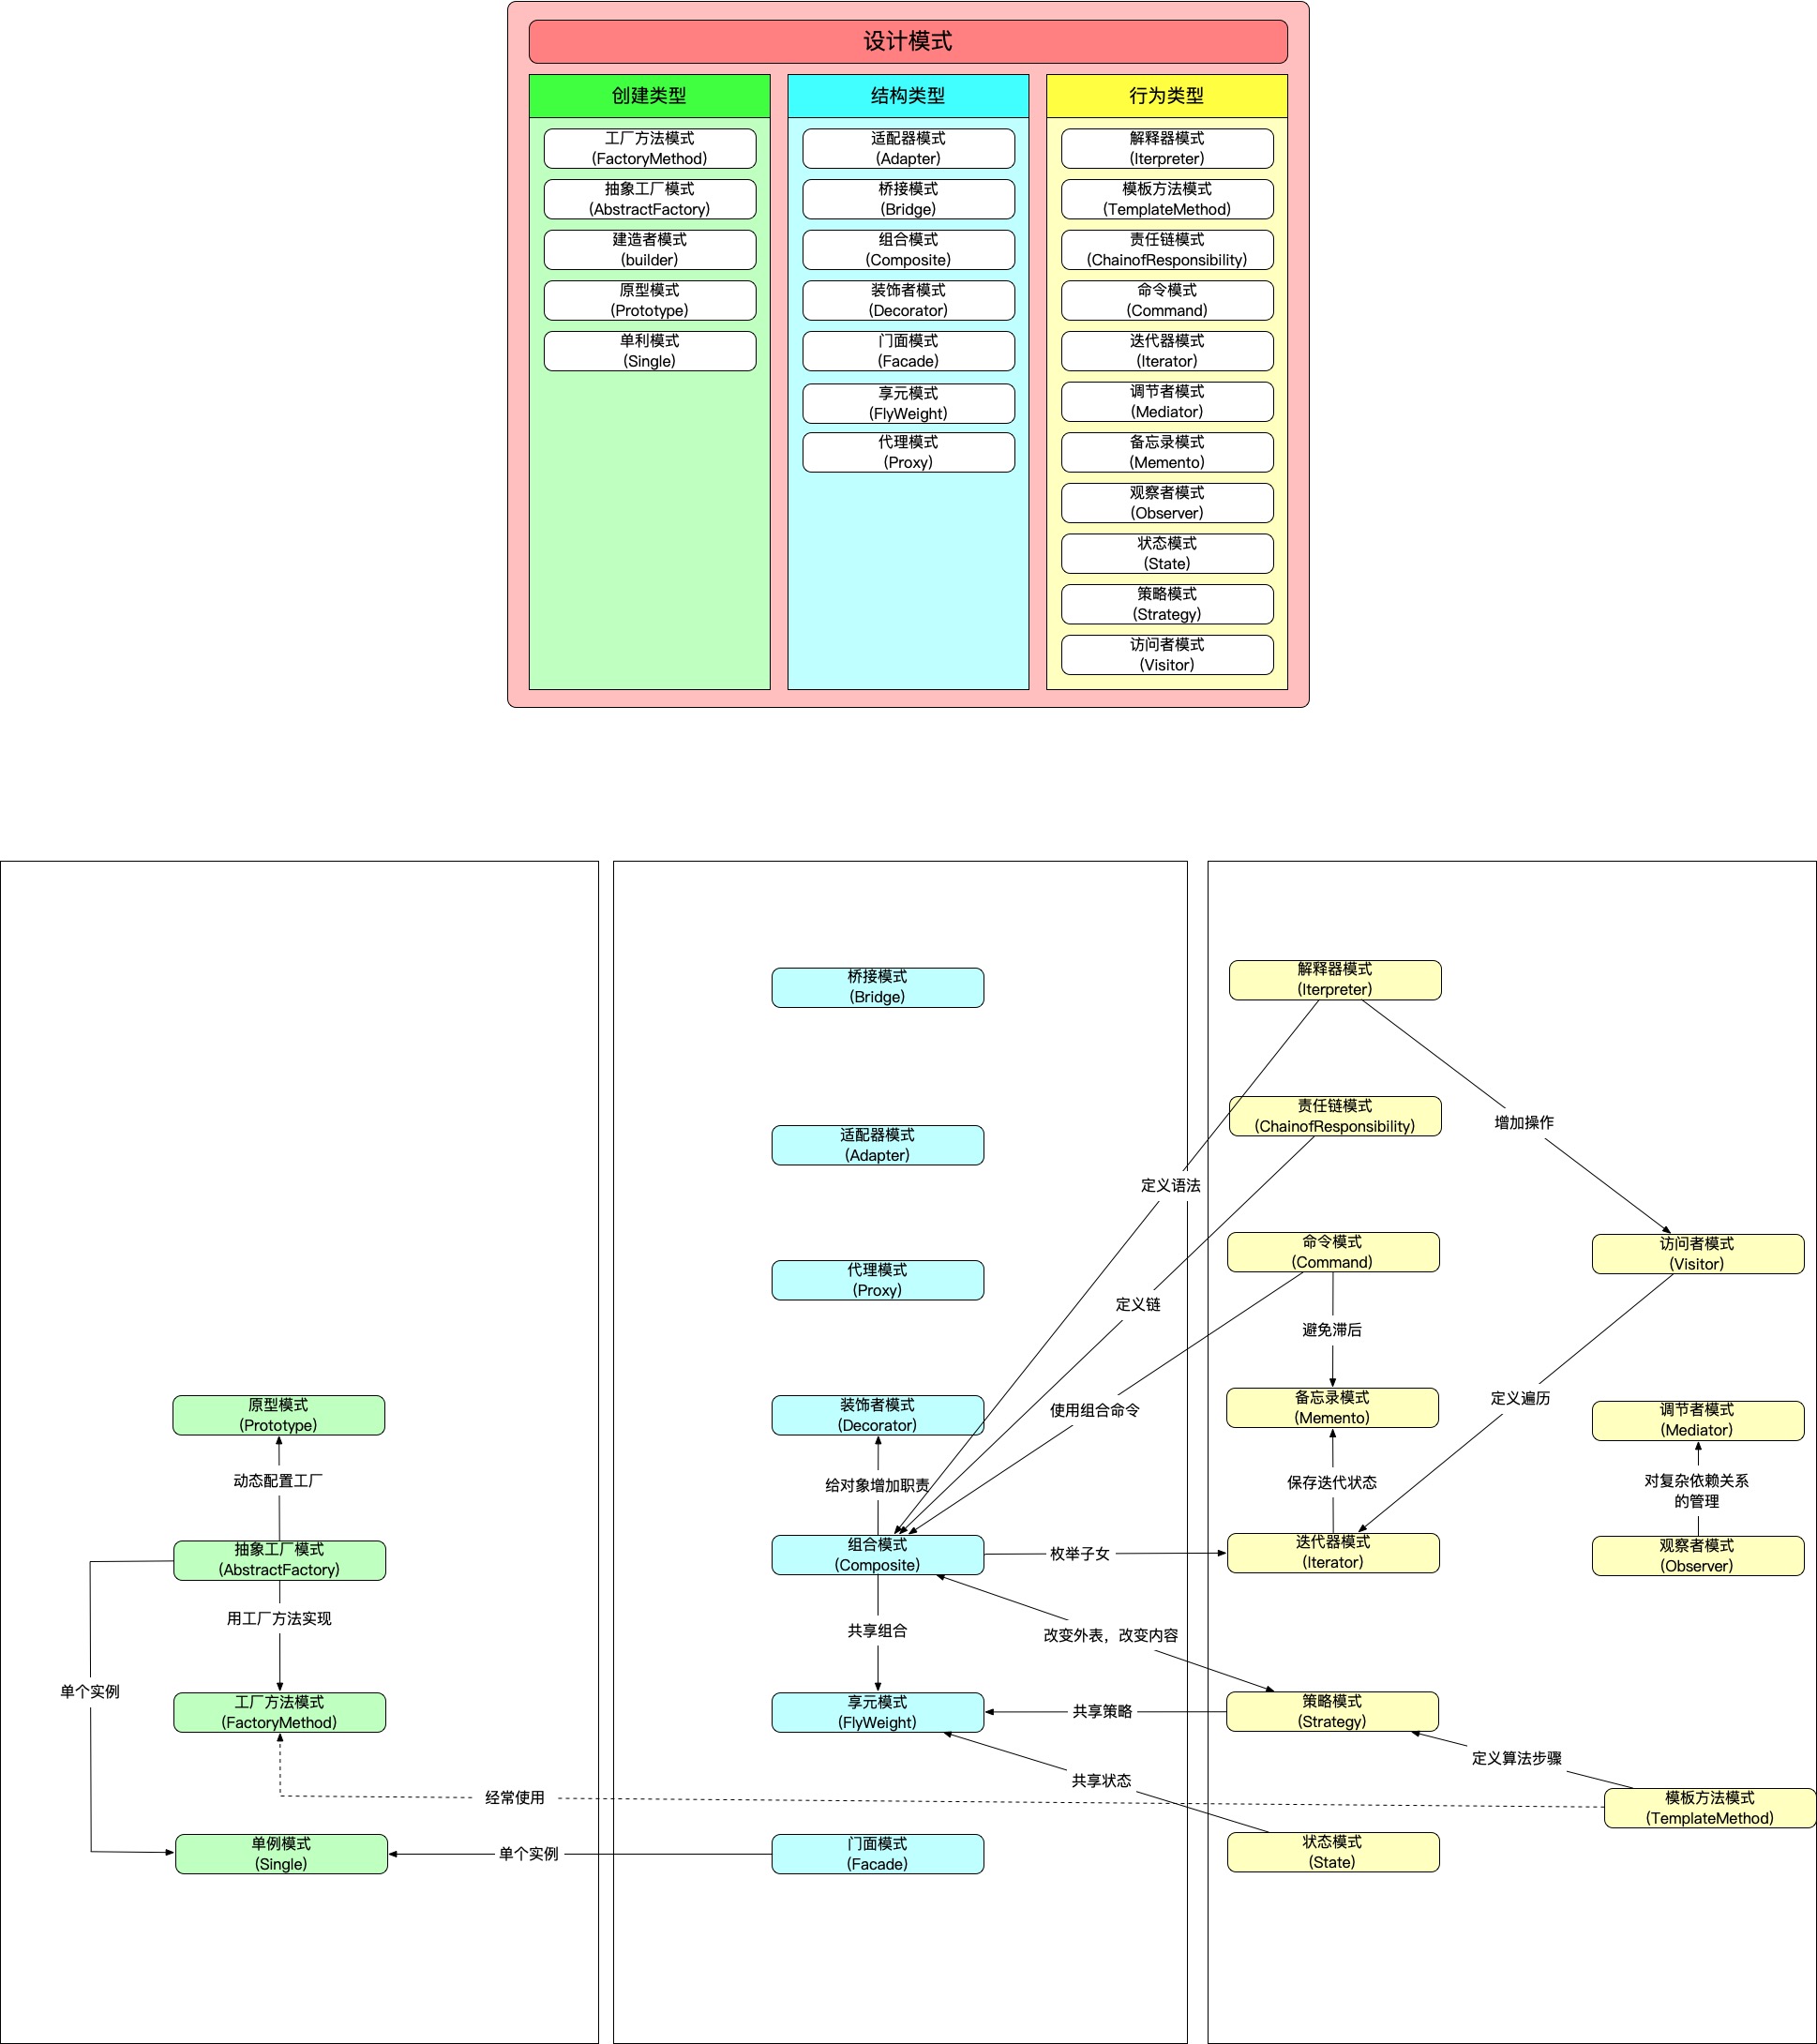 设计模式
创建类型
工厂方法模式
(FactoryMethod)
抽象工厂模式
(AbstractFactory)
建造者模式
(builder)
原型模式
(Prototype)
单利模式
(Single)
结构类型
适配器模式
(Adapter)
桥接模式
(Bridge)
组合模式
(Composite)
装饰者模式
(Decorator)
门面模式
(Facade)
享元模式
(FlyWeight)
代理模式
(Proxy)
行为类型
解释器模式
(Iterpreter)
模板方法模式
(TemplateMethod)
责任链模式
(ChainofResponsibility)
命令模式
(Command)
迭代器模式
(Iterator)
调节者模式
(Mediator)
备忘录模式
(Memento)
观察者模式
(Observer)
状态模式
(State)
策略模式
(Strategy)
访问者模式
(Visitor)
原型模式
(Prototype)
动态配置工厂
抽象工厂模式
(AbstractFactory)
用工厂方法实现
单个实例
工厂方法模式
(FactoryMethod)
经常使用
单例模式
(Single)
单个实例
桥接模式
(Bridge)
适配器模式
(Adapter)
代理模式
(Proxy)
装饰者模式
(Decorator)
给对象增加职责
组合模式
(Composite)
共享组合
享元模式
(FlyWeight)
门面模式
(Facade)
定义语法
定义链
使用组合命令
枚举子女
改变外表，改变内容
共享策略
共享状态
解释器模式
(Iterpreter)
责任链模式
(ChainofResponsibility)
增加操作
命令模式
(Command)
访问者模式
(Visitor)
避免滞后
备忘录模式
(Memento)
定义遍历
调节者模式
(Mediator)
保存迭代状态
对复杂依赖关系
的管理
迭代器模式
(Iterator)
观察者模式
(Observer)
策略模式
(Strategy)
定义算法步骤
模板方法模式
(TemplateMethod)
状态模式
(State)